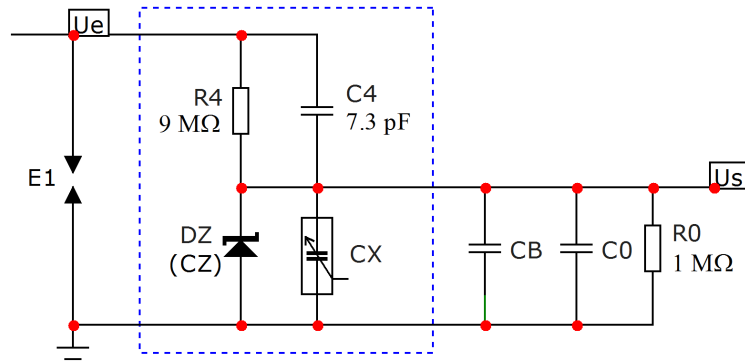 Ue
R4
9 MΩ
C4
7.3 pF
E1
Us
DZ
(CZ)
CX
CB
C0
R0
1 MΩ